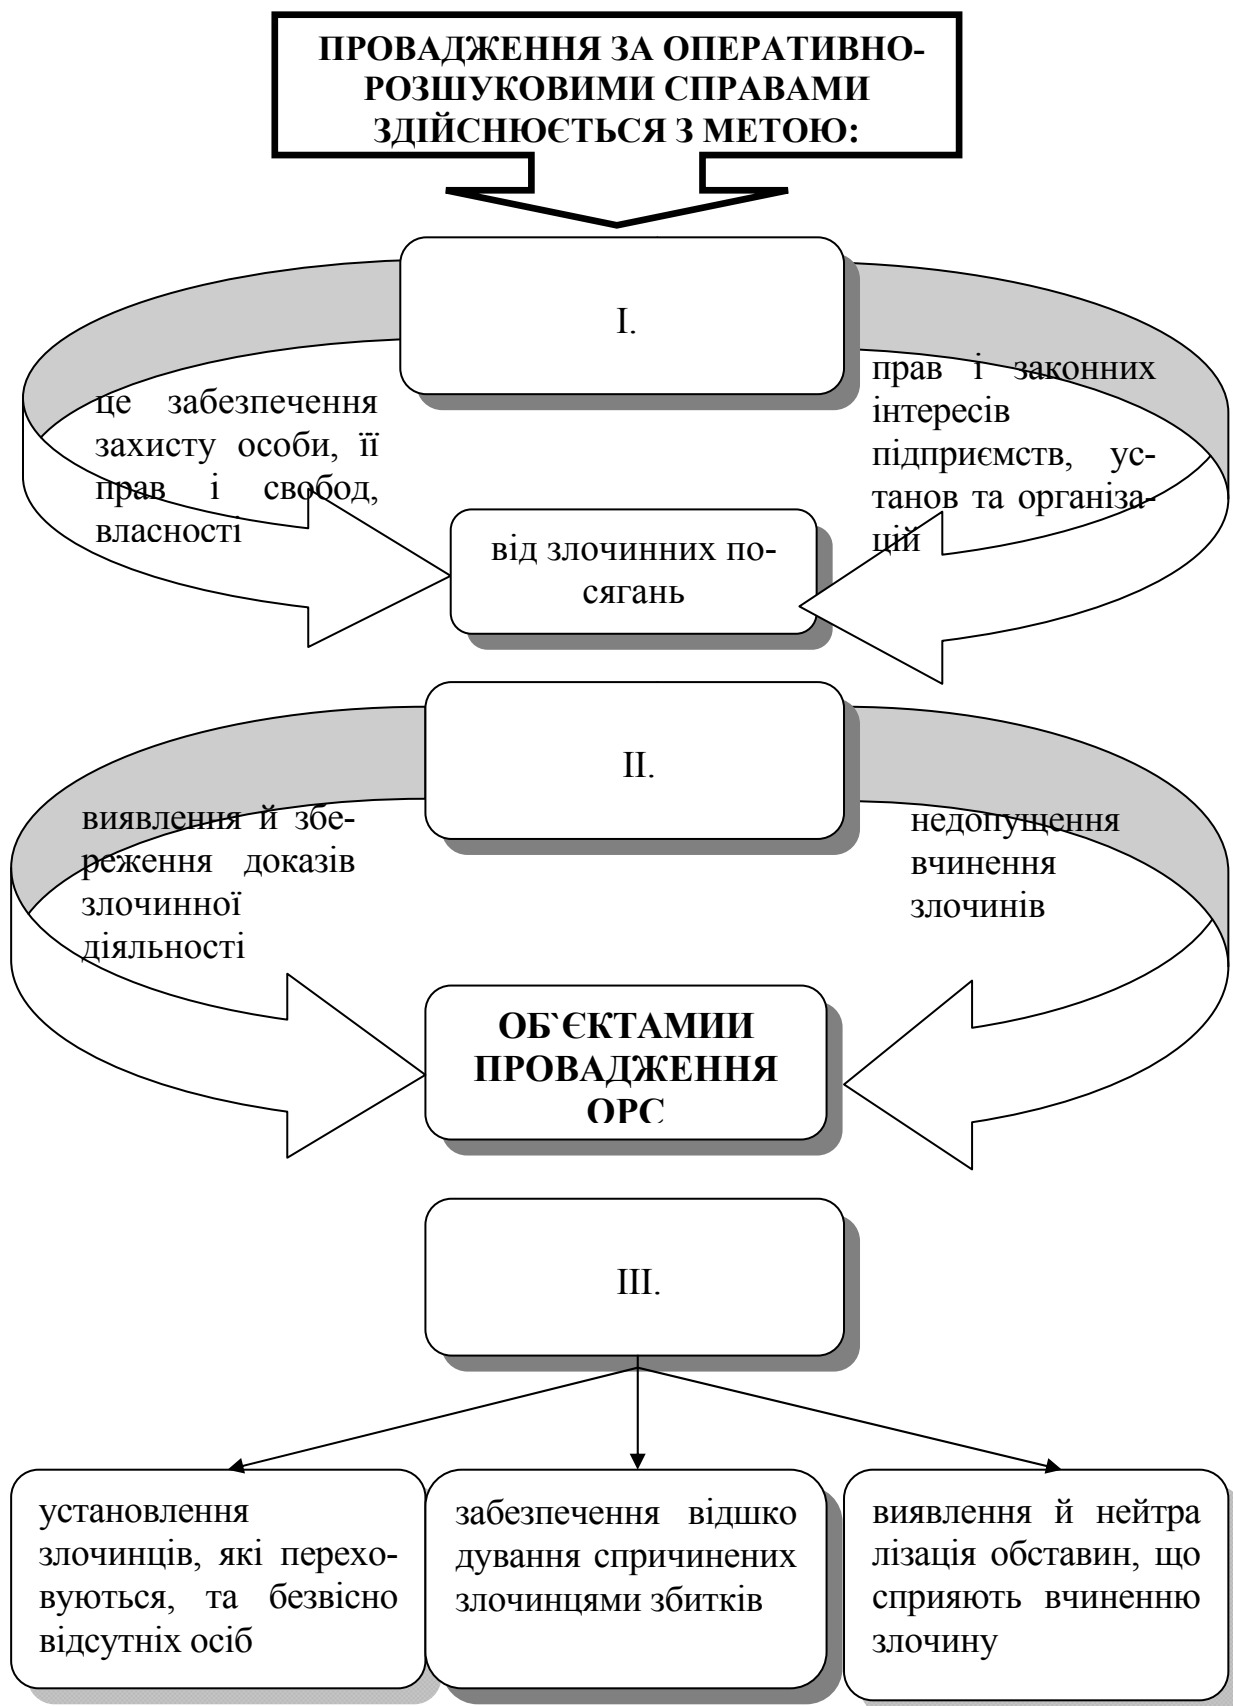 ПРОВАДЖЕННЯ ЗА ОПЕРАТИВНО-
РОЗШУКОВИМИ СПРАВАМИ
ЗДІЙСНЮЄТЬСЯ З МЕТОЮ:
I.
це забезпечення
захисту особи, її
прав і свобод,
власності
прав і законних
інтересів
підприємств, ус-
танов та організа-
цій
від злочинних по-
сягань
II.
виявлення й збе-
реження доказів
злочинної
діяльності
недопущення
вчинення
злочинів
ОБ`ЄКТАМИИ
ПРОВАДЖЕННЯ
ОРС
III.
установлення
злочинців, які перехо-
вуються, та безвісно
відсутніх осіб
забезпечення відшко
дування спричинених
злочинцями збитків
виявлення й нейтра
лізація обставин, що
сприяють вчиненню
злочину